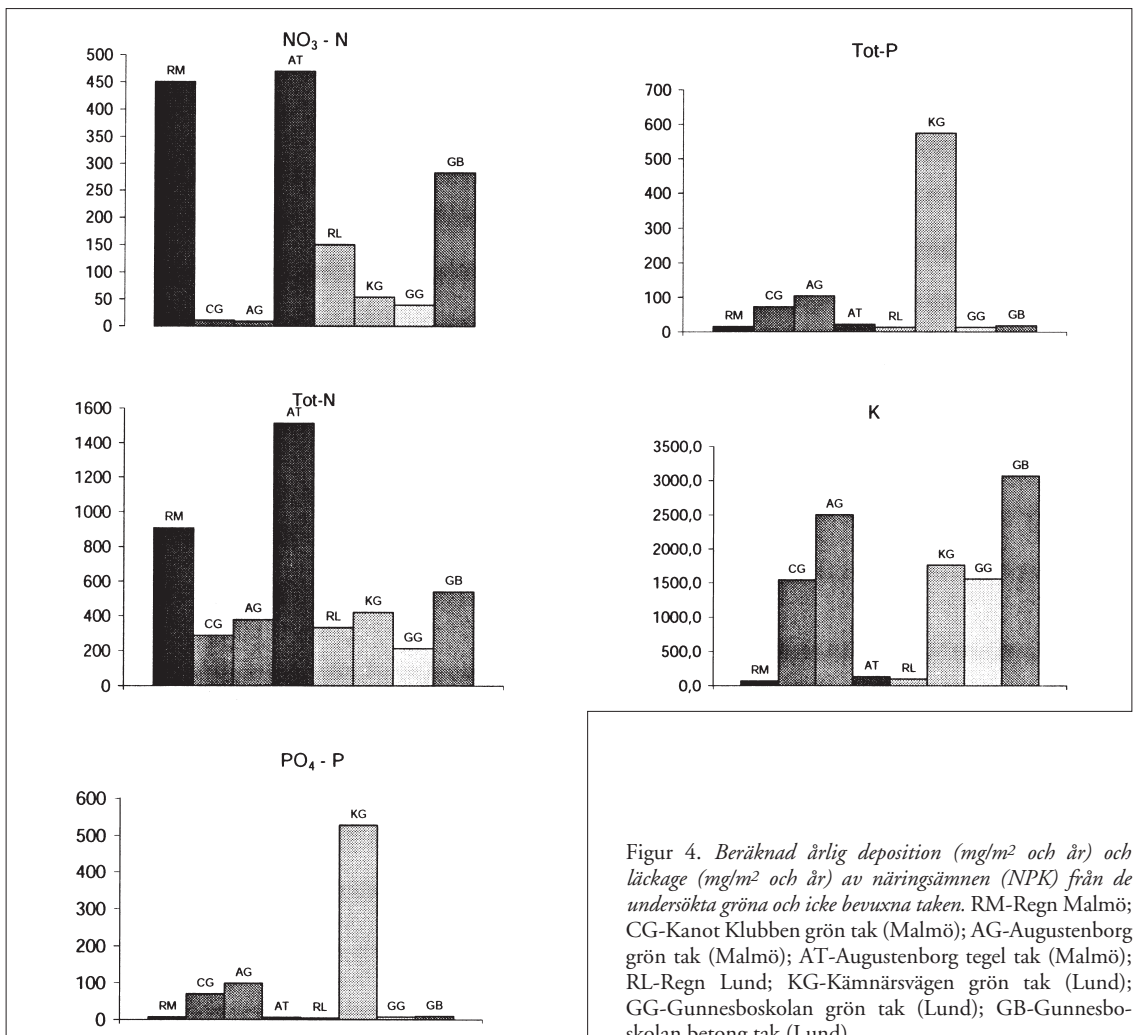 NO₃ - N
500
450
400
350
300
250
200
150
100
50
0
RM
CG
AG
AT
RL
KG
GG
GB
Tot-P
700
600
500
400
300
200
100
0
RM
CG
AG
AT
RL
KG
GG
GB
Tot-N
1600
1400
1200
1000
800
600
400
200
0
RM
CG
AG
AT
RL
KG
GG
GB
K
3500,0
3000,0
2500,0
2000,0
1500,0
1000,0
500,0
0,0
RM
CG
AG
AT
RL
KG
GG
GB
PO₄ - P
600
500
400
300
200
100
0
RM
CG
AG
AT
RL
KG
GG
GB
Figur 4. Beräknad årlig deposition (mg/m² och år) och
läckage (mg/m² och år) av näringsämnen (NPK) från de
undersökta gröna och icke bevuxna taken. RM-Regn Malmö;
CG-Kanot Klubben grön tak (Malmö); AG-Augustenborg
grön tak (Malmö); AT-Augustenborg tegel tak (Malmö);
RL-Regn Lund; KG-Kämnärsvägen grön tak (Lund);
GG-Gunnesboskolan grön tak (Lund); GB-Gunnesbo-
skolan betong tak (Lund)